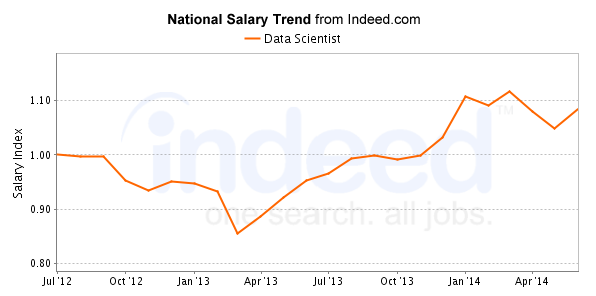 National Salary Trend from Indeed.com
Data Scientist
Salary Index
1.10
1.00
0.90
0.80
indeed™
one search. all jobs.
Jul '12 Oct '12 Jan '13 Apr '13 Jul '13 Oct '13 Jan '14 Apr '14